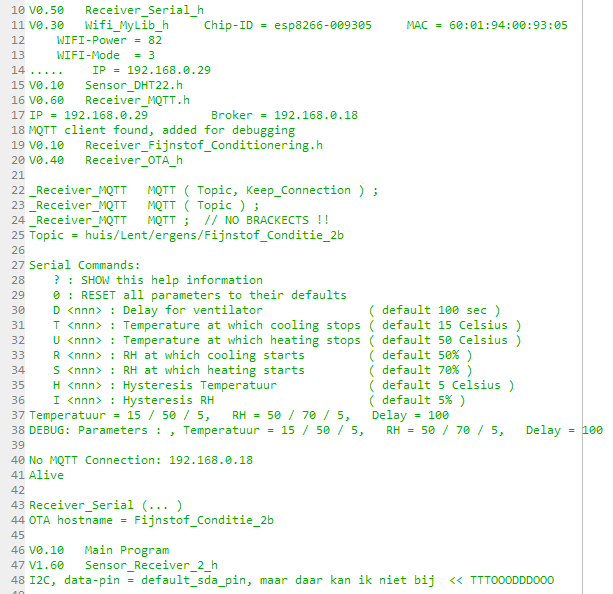 10 V0.50   Receiver_Serial_h
11 V0.30   Wifi_MyLib_h     Chip-ID = esp8266-009305     MAC = 60:01:94:00:93:05
12     WIFI-Power = 82
13     WIFI-Mode  = 3
14 .....    IP = 192.168.0.29
15 V0.10   Sensor_DHT22.h
16 V0.60   Receiver_MQTT.h
17 IP = 192.168.0.29         Broker = 192.168.0.18
18 MQTT client found, added for debugging
19 V0.10   Receiver_Fijnstof_Conditionering.h
20 V0.40   Receiver_OTA_h
21
22 _Receiver_MQTT   MQTT ( Topic, Keep_Connection ) ;
23 _Receiver_MQTT   MQTT ( Topic ) ;
24 _Receiver_MQTT   MQTT ;  // NO BRACKECTS !!
25 Topic = huis/Lent/ergens/Fijnstof_Conditie_2b
26
27 Serial Commands:
28    ? : SHOW this help information
29    0 : RESET all parameters to their defaults
30    D <nnn> : Delay for ventilator               ( default 100 sec )
31    T <nnn> : Temperature at which cooling stops ( default 15 Celsius )
32    U <nnn> : Temperature at which heating stops ( default 50 Celsius )
33    R <nnn> : RH at which cooling starts         ( default 50% )
34    S <nnn> : RH at which heating starts         ( default 70% )
35    H <nnn> : Hysteresis Temperatuur             ( default 5 Celsius )
36    I <nnn> : Hysteresis RH                      ( default 5% )
37 Temperatuur = 15 / 50 / 5,   RH = 50 / 70 / 5,   Delay = 100
38 DEBUG: Parameters : , Temperatuur = 15 / 50 / 5,   RH = 50 / 70 / 5,   Delay = 100
39
40 No MQTT Connection: 192.168.0.18
41 Alive
42
43 Receiver_Serial (... )
44 OTA hostname = Fijnstof_Conditie_2b
45
46 V0.10   Main Program
47 V1.60   Sensor_Receiver_2_h
48 I2C, data-pin = default_sda_pin, maar daar kan ik niet bij  << TTTOOODDDOOO